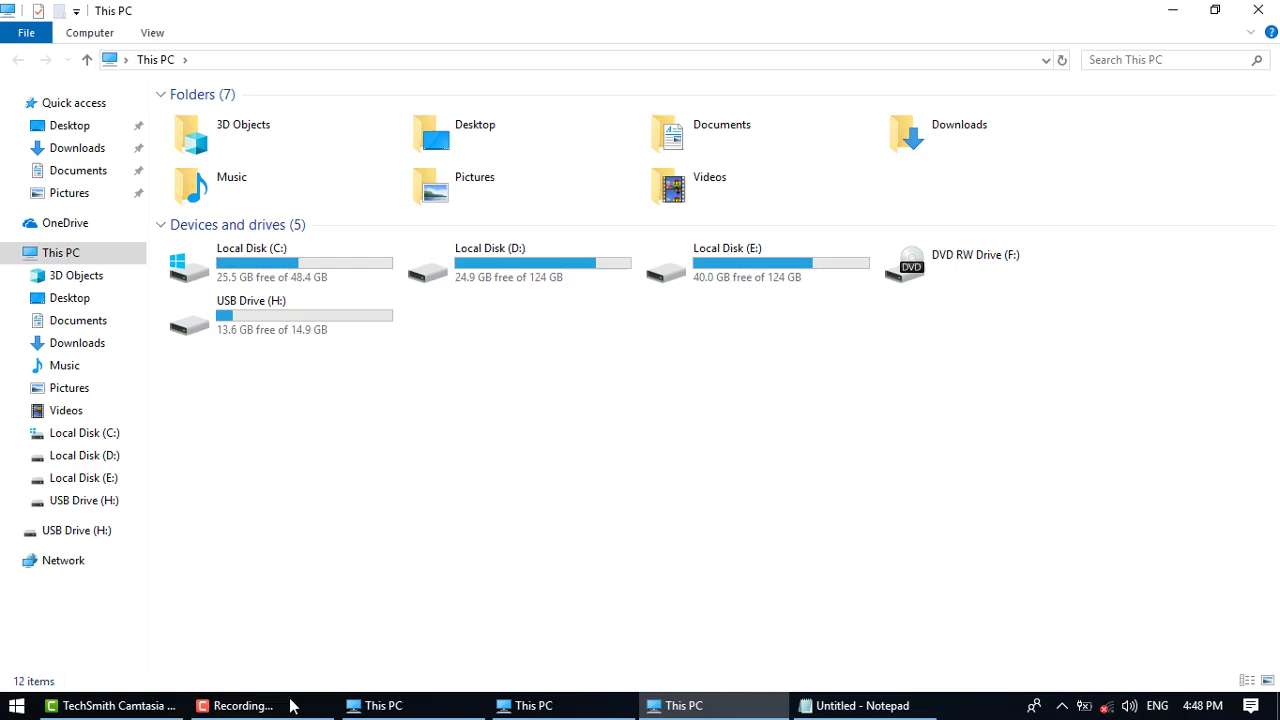 This PC
File
Computer
View
This PC
Search This PC
Quick access
Desktop
Downloads
Documents
Pictures
OneDrive
This PC
3D Objects
Desktop
Documents
Downloads
Music
Pictures
Videos
Local Disk (C:)
Local Disk (D:)
Local Disk (E:)
USB Drive (H:)
USB Drive (H:)
Network
Folders (7)
3D Objects
Desktop
Documents
Downloads
Music
Pictures
Videos
Devices and drives (5)
Local Disk (C:)
25.5 GB free of 48.4 GB
Local Disk (D:)
24.9 GB free of 124 GB
Local Disk (E:)
40.0 GB free of 124 GB
DVD
DVD RW Drive (F:)
USB Drive (H:)
13.6 GB free of 14.9 GB
12 items
TechSmith Camtasia ...
Recording...
This PC
This PC
This PC
Untitled - Notepad
ENG
4:48 PM